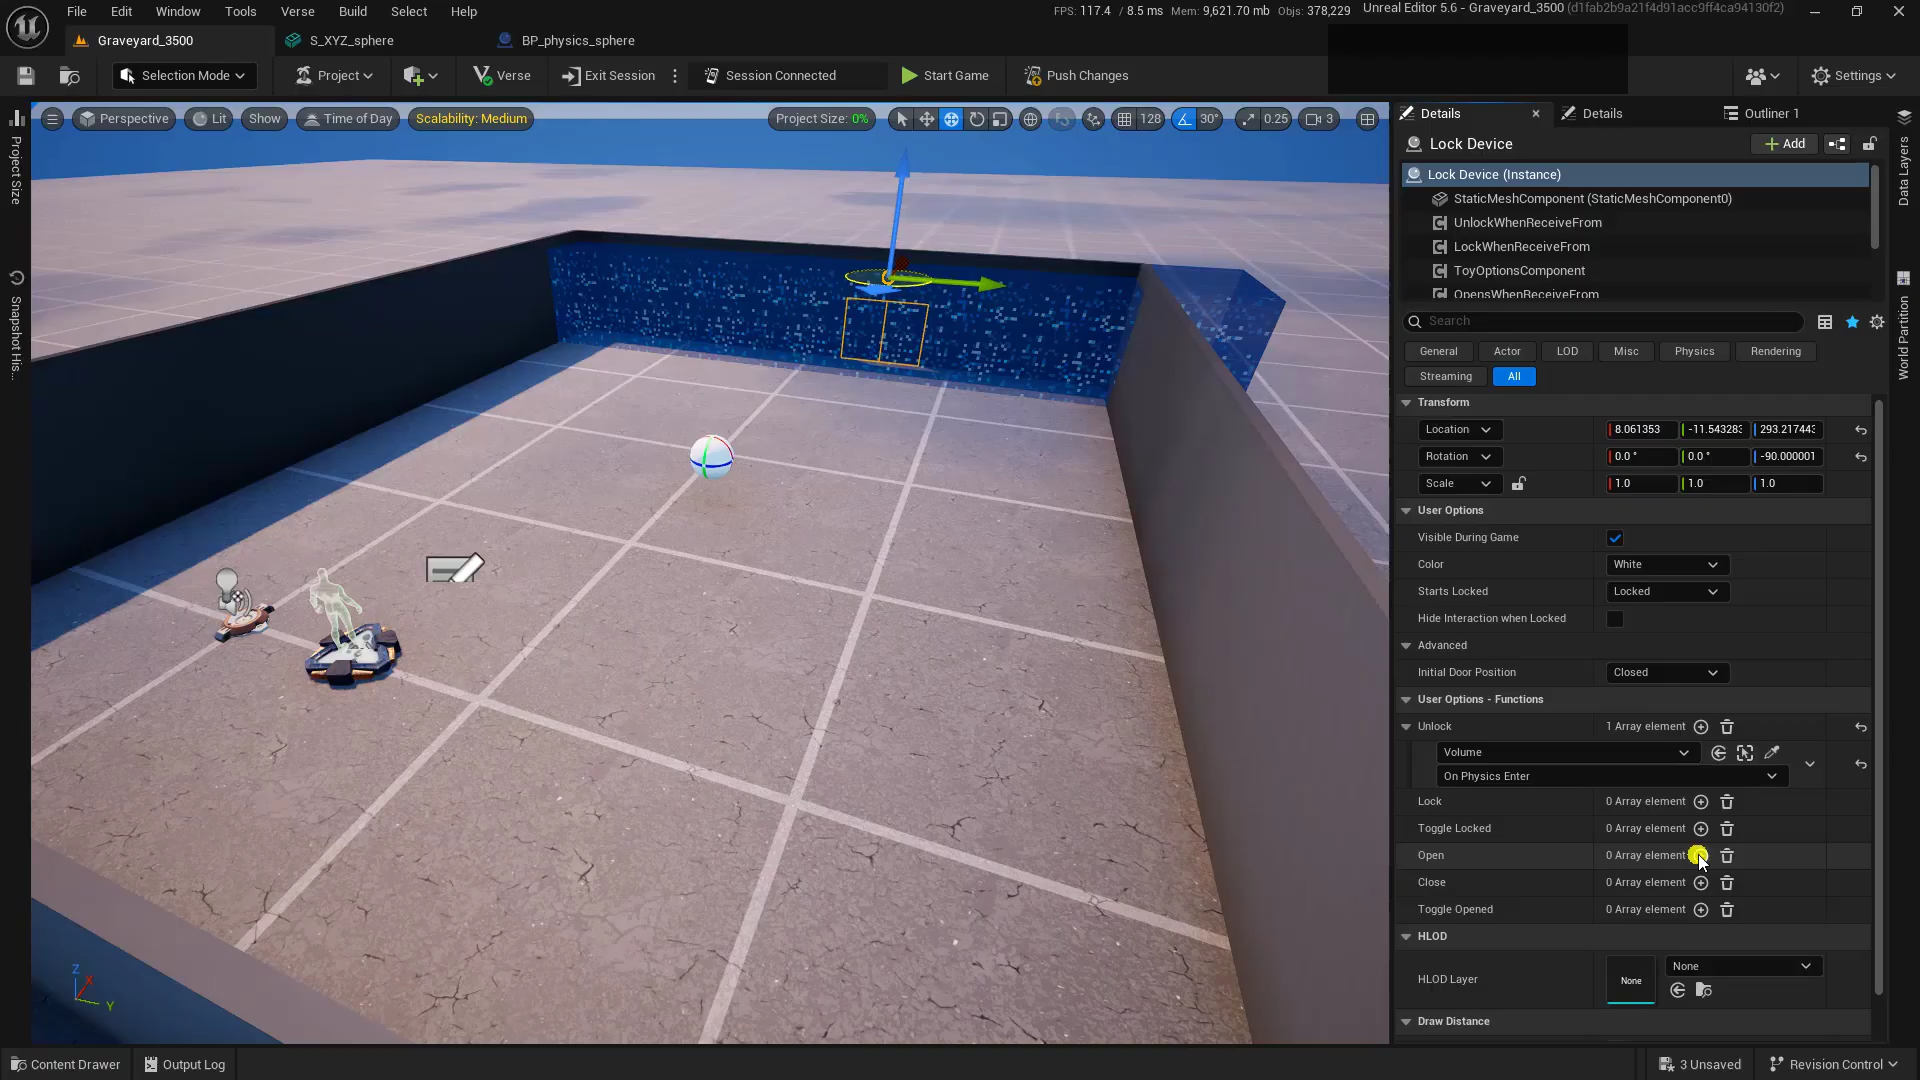 File Edit Window Tools Verse Build Select Help
FPS: 117.4 / 8.5 ms Mem: 9,621.70 mb Objs: 378,229 Unreal Editor 5.6 - Graveyard_3500 (d1fab2b9a21f4d91acc9ff4ca94130f2)
Graveyard_3500 S_XYZ_sphere BP_physics_sphere
Selection Mode Project Verse Exit Session Session Connected Start Game Push Changes Settings
Perspective Lit Show Time of Day Scalability: Medium Project Size: 0% 128 30° 0.25 3
Project Size
Snapshot His...
Details Details Outliner 1
Lock Device Add
Lock Device (Instance)
StaticMeshComponent (StaticMeshComponent0)
UnlockWhenReceiveFrom
LockWhenReceiveFrom
ToyOptionsComponent
OpensWhenReceiveFrom
Search
General Actor LOD Misc Physics Rendering
Streaming All
Transform
Location 8.061353 -11.543283 293.217443
Rotation 0.0 ° 0.0 ° -90.000001
Scale 1.0 1.0 1.0
User Options
Visible During Game
Color White
Starts Locked Locked
Hide Interaction when Locked
Advanced
Initial Door Position Closed
User Options - Functions
Unlock 1 Array element
Volume
On Physics Enter
Lock 0 Array element
Toggle Locked 0 Array element
Open 0 Array element
Close 0 Array element
Toggle Opened 0 Array element
HLOD
HLOD Layer None None
Draw Distance
Data Layers
World Partition
Z X Y
Content Drawer Output Log 3 Unsaved Revision Control